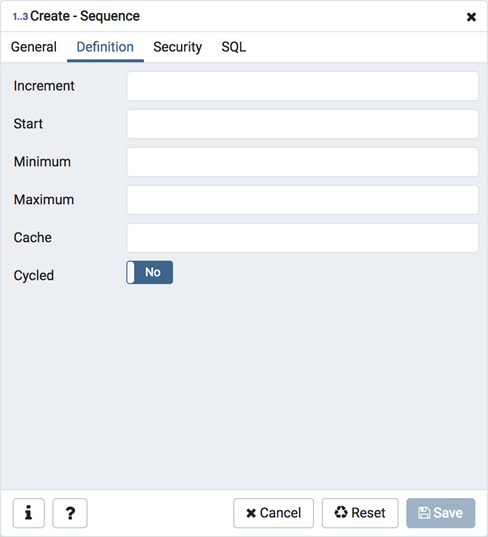 1..3 Create - Sequence
General Definition Security SQL
Increment
Start
Minimum
Maximum
Cache
Cycled No
i ? Cancel Reset Save